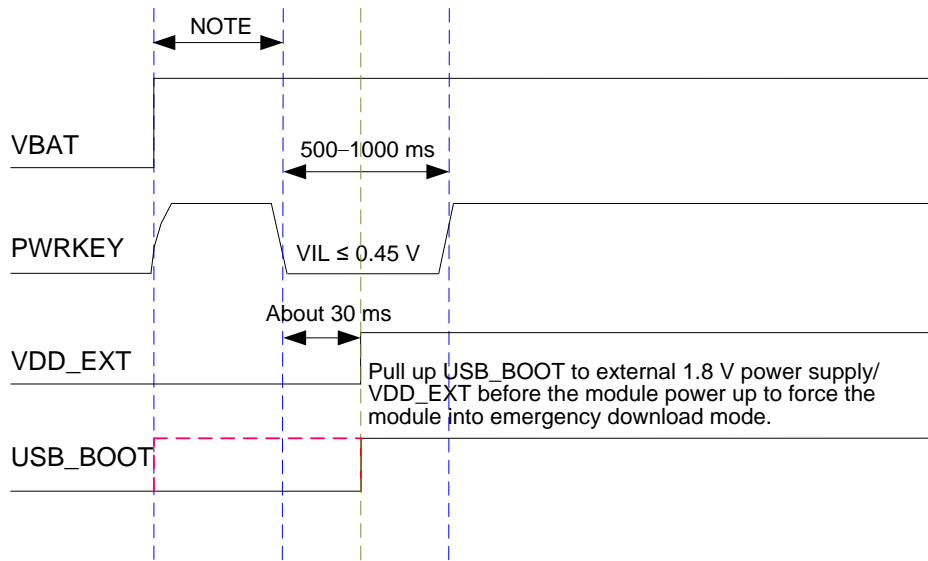 NOTE
VBAT
500–1000 ms
PWRKEY
VIL ≤ 0.45 V
About 30 ms
VDD_EXT
Pull up USB_BOOT to external 1.8 V power supply/
VDD_EXT before the module power up to force the
module into emergency download mode.
USB_BOOT